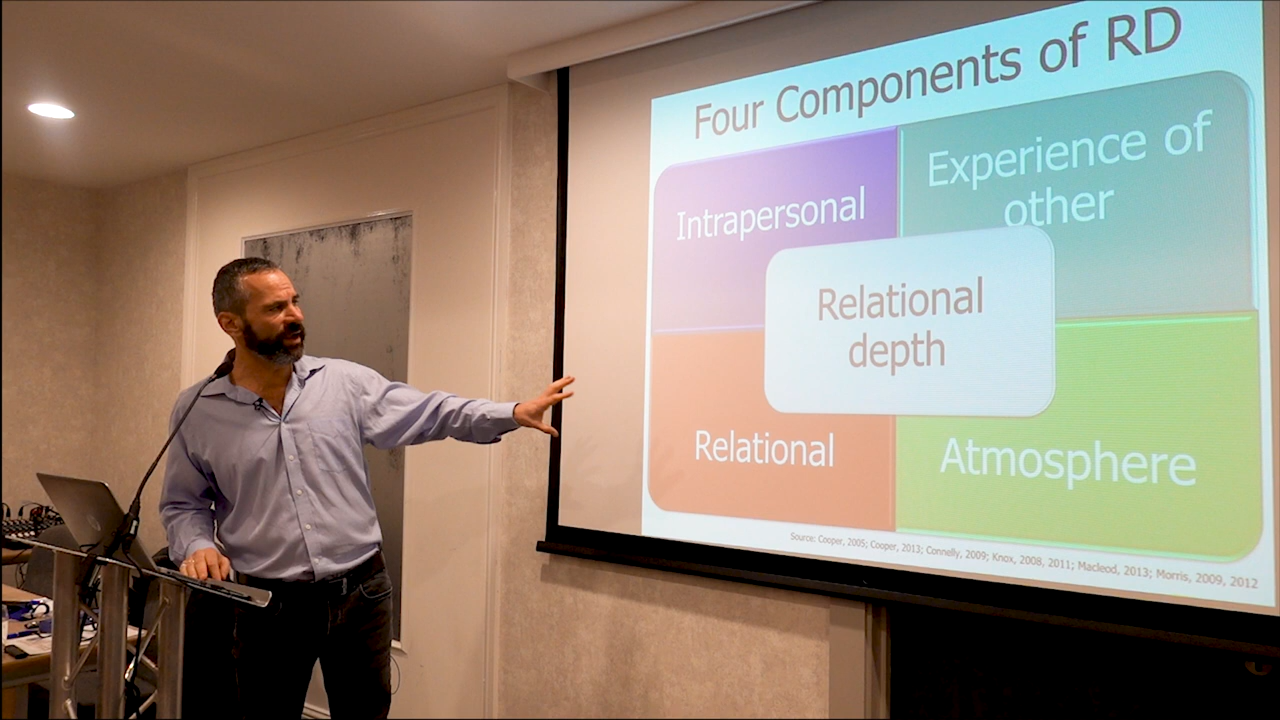 Four Components of RD
Intrapersonal
Experience of
other
Relational
depth
Relational
Atmosphere
Source: Cooper, 2005; Cooper, 2013; Connelly, 2009; Knox, 2008, 2011; Macleod, 2013; Morris, 2009, 2012